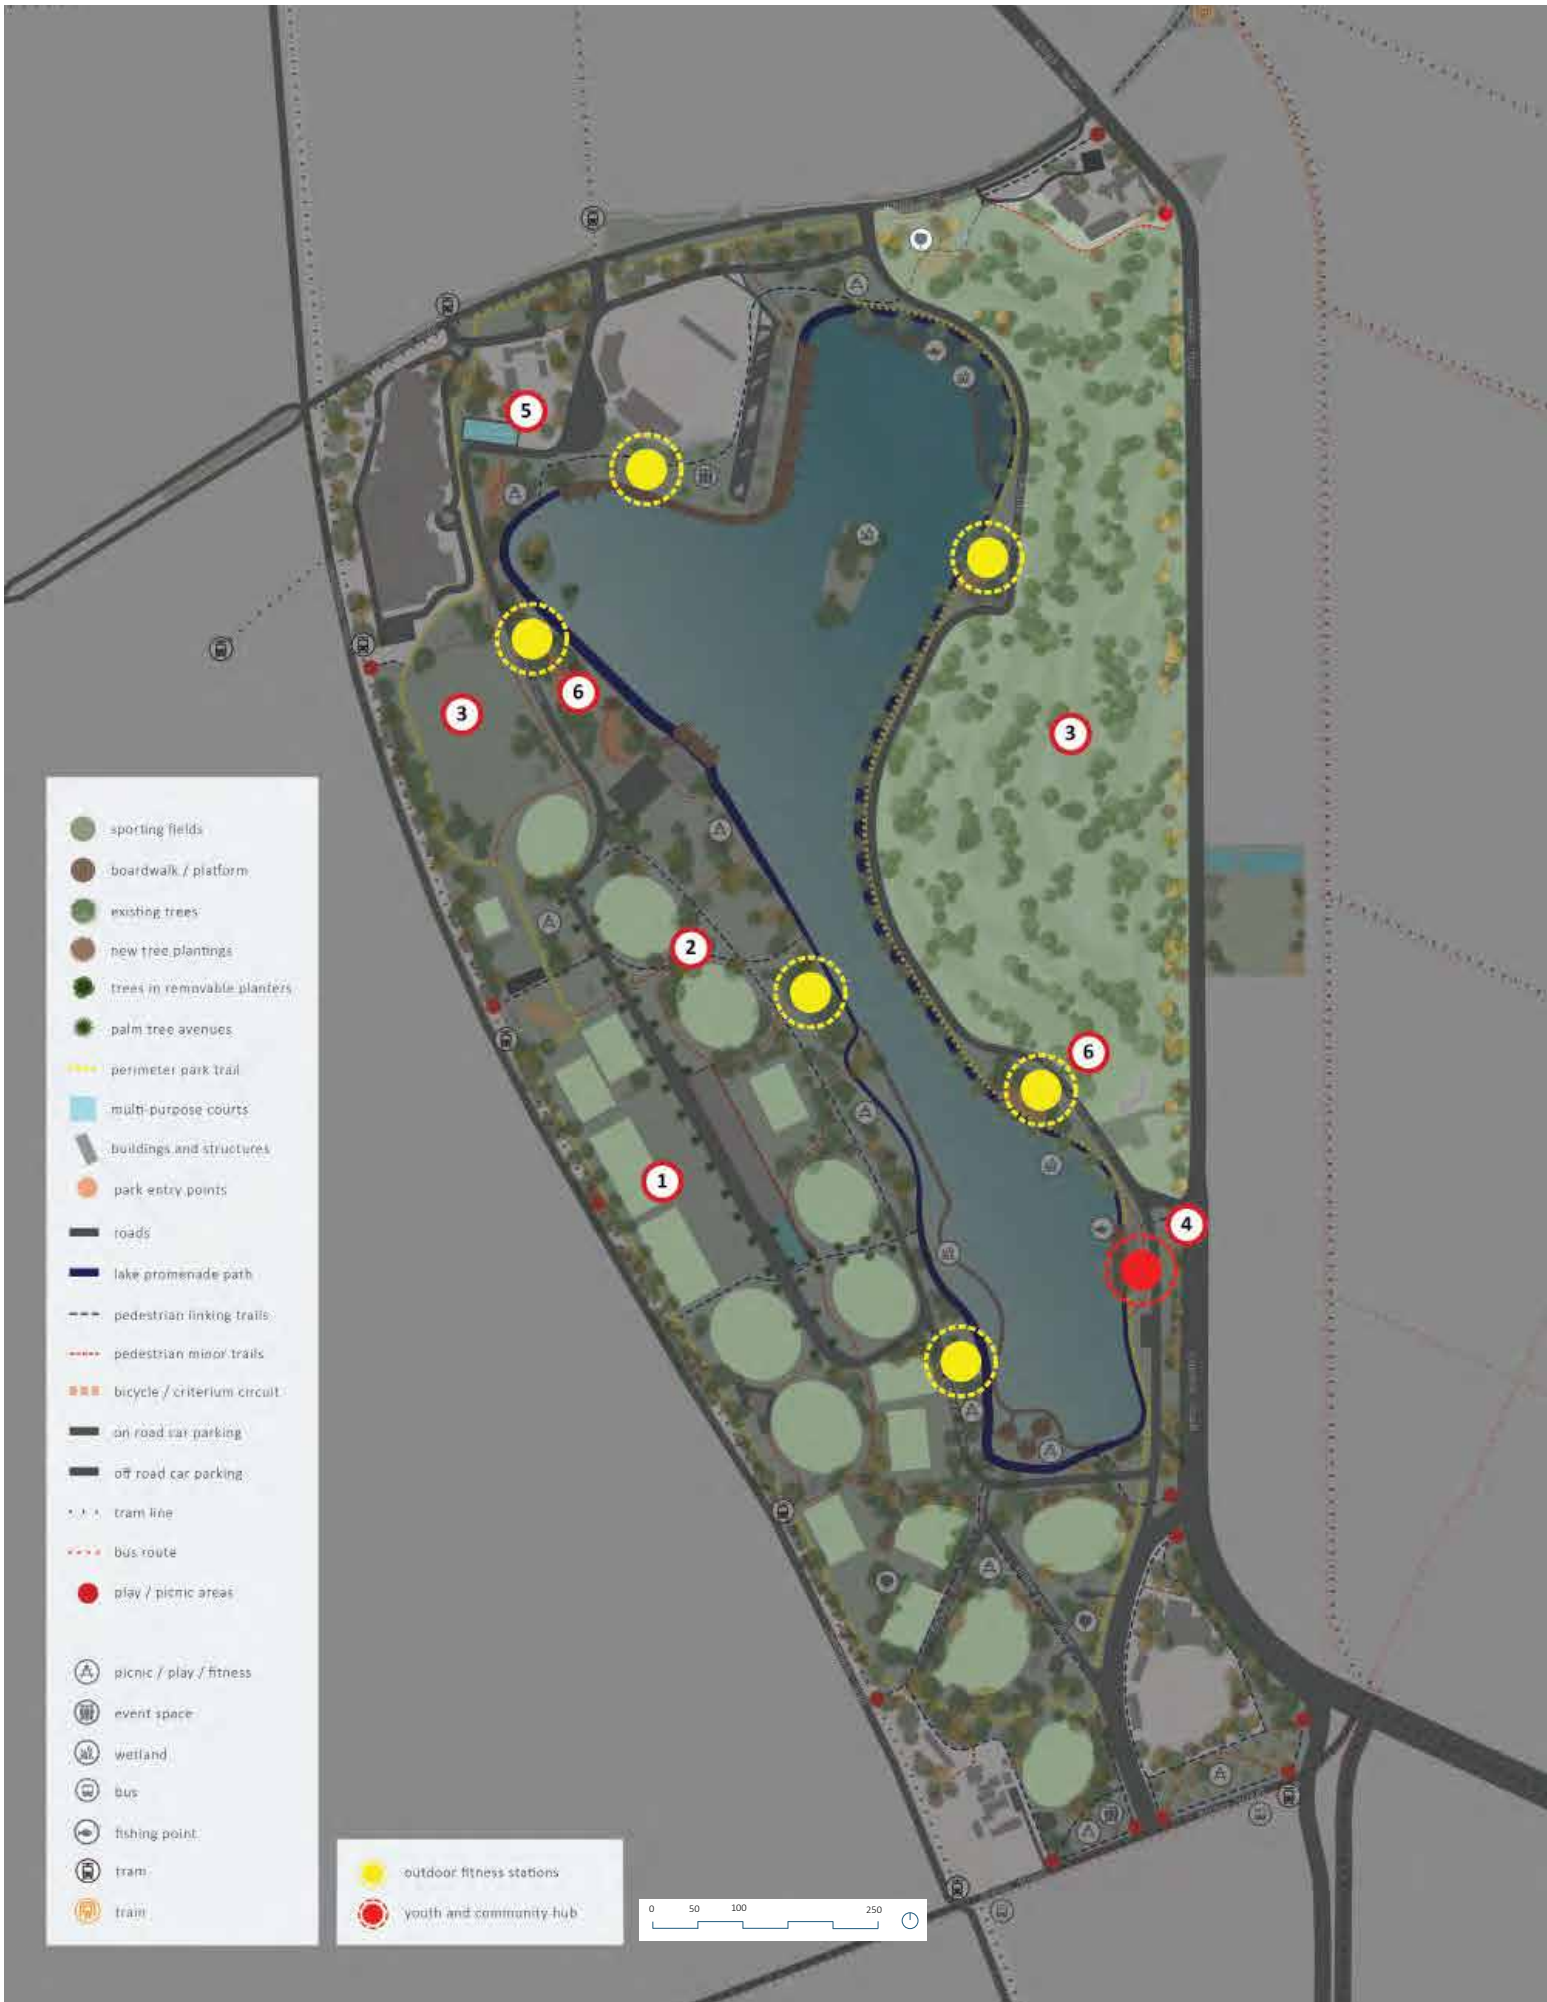 5
6
3
3
2
6
1
4
sporting fields
boardwalk / platform
existing trees
new tree plantings
trees in removable planters
palm tree avenues
perimeter park trail
multi-purpose courts
buildings and structures
park entry points
roads
lake promenade path
pedestrian linking trails
pedestrian minor trails
bicycle / criterium circuit
on road car parking
off road car parking
tram line
bus route
play / picnic areas
picnic / play / fitness
event space
wetland
bus
fishing point
tram
train
outdoor fitness stations
youth and community hub
0 50 100 250